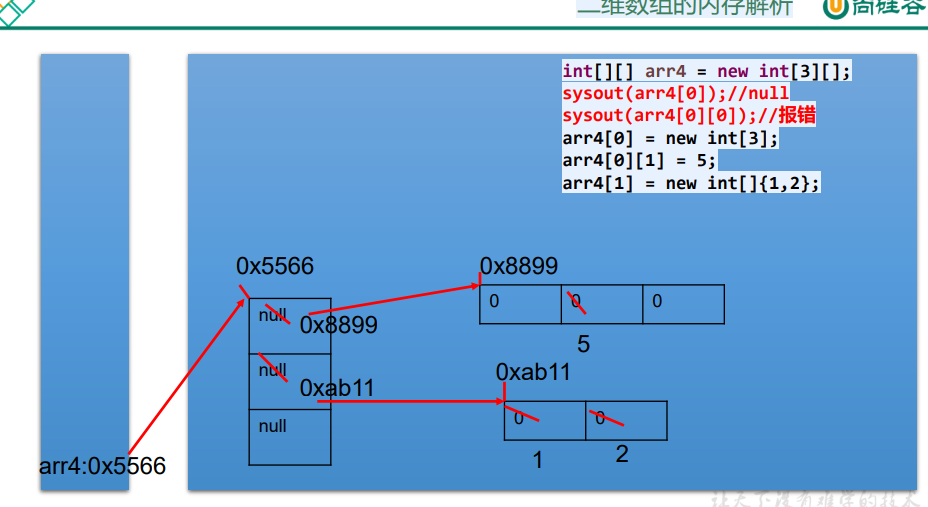 二维数组的内存解析
尚硅谷
int[][] arr4 = new int[3][];
sysout(arr4[0]);//null
sysout(arr4[0][0]);//报错
arr4[0] = new int[3];
arr4[0][1] = 5;
arr4[1] = new int[]{1,2};
0x5566
0x8899
null
0x8899
0
0
0
5
null
0xab11
0xab11
null
0
0
1
2
arr4:0x5566
让天下没有难学的技术